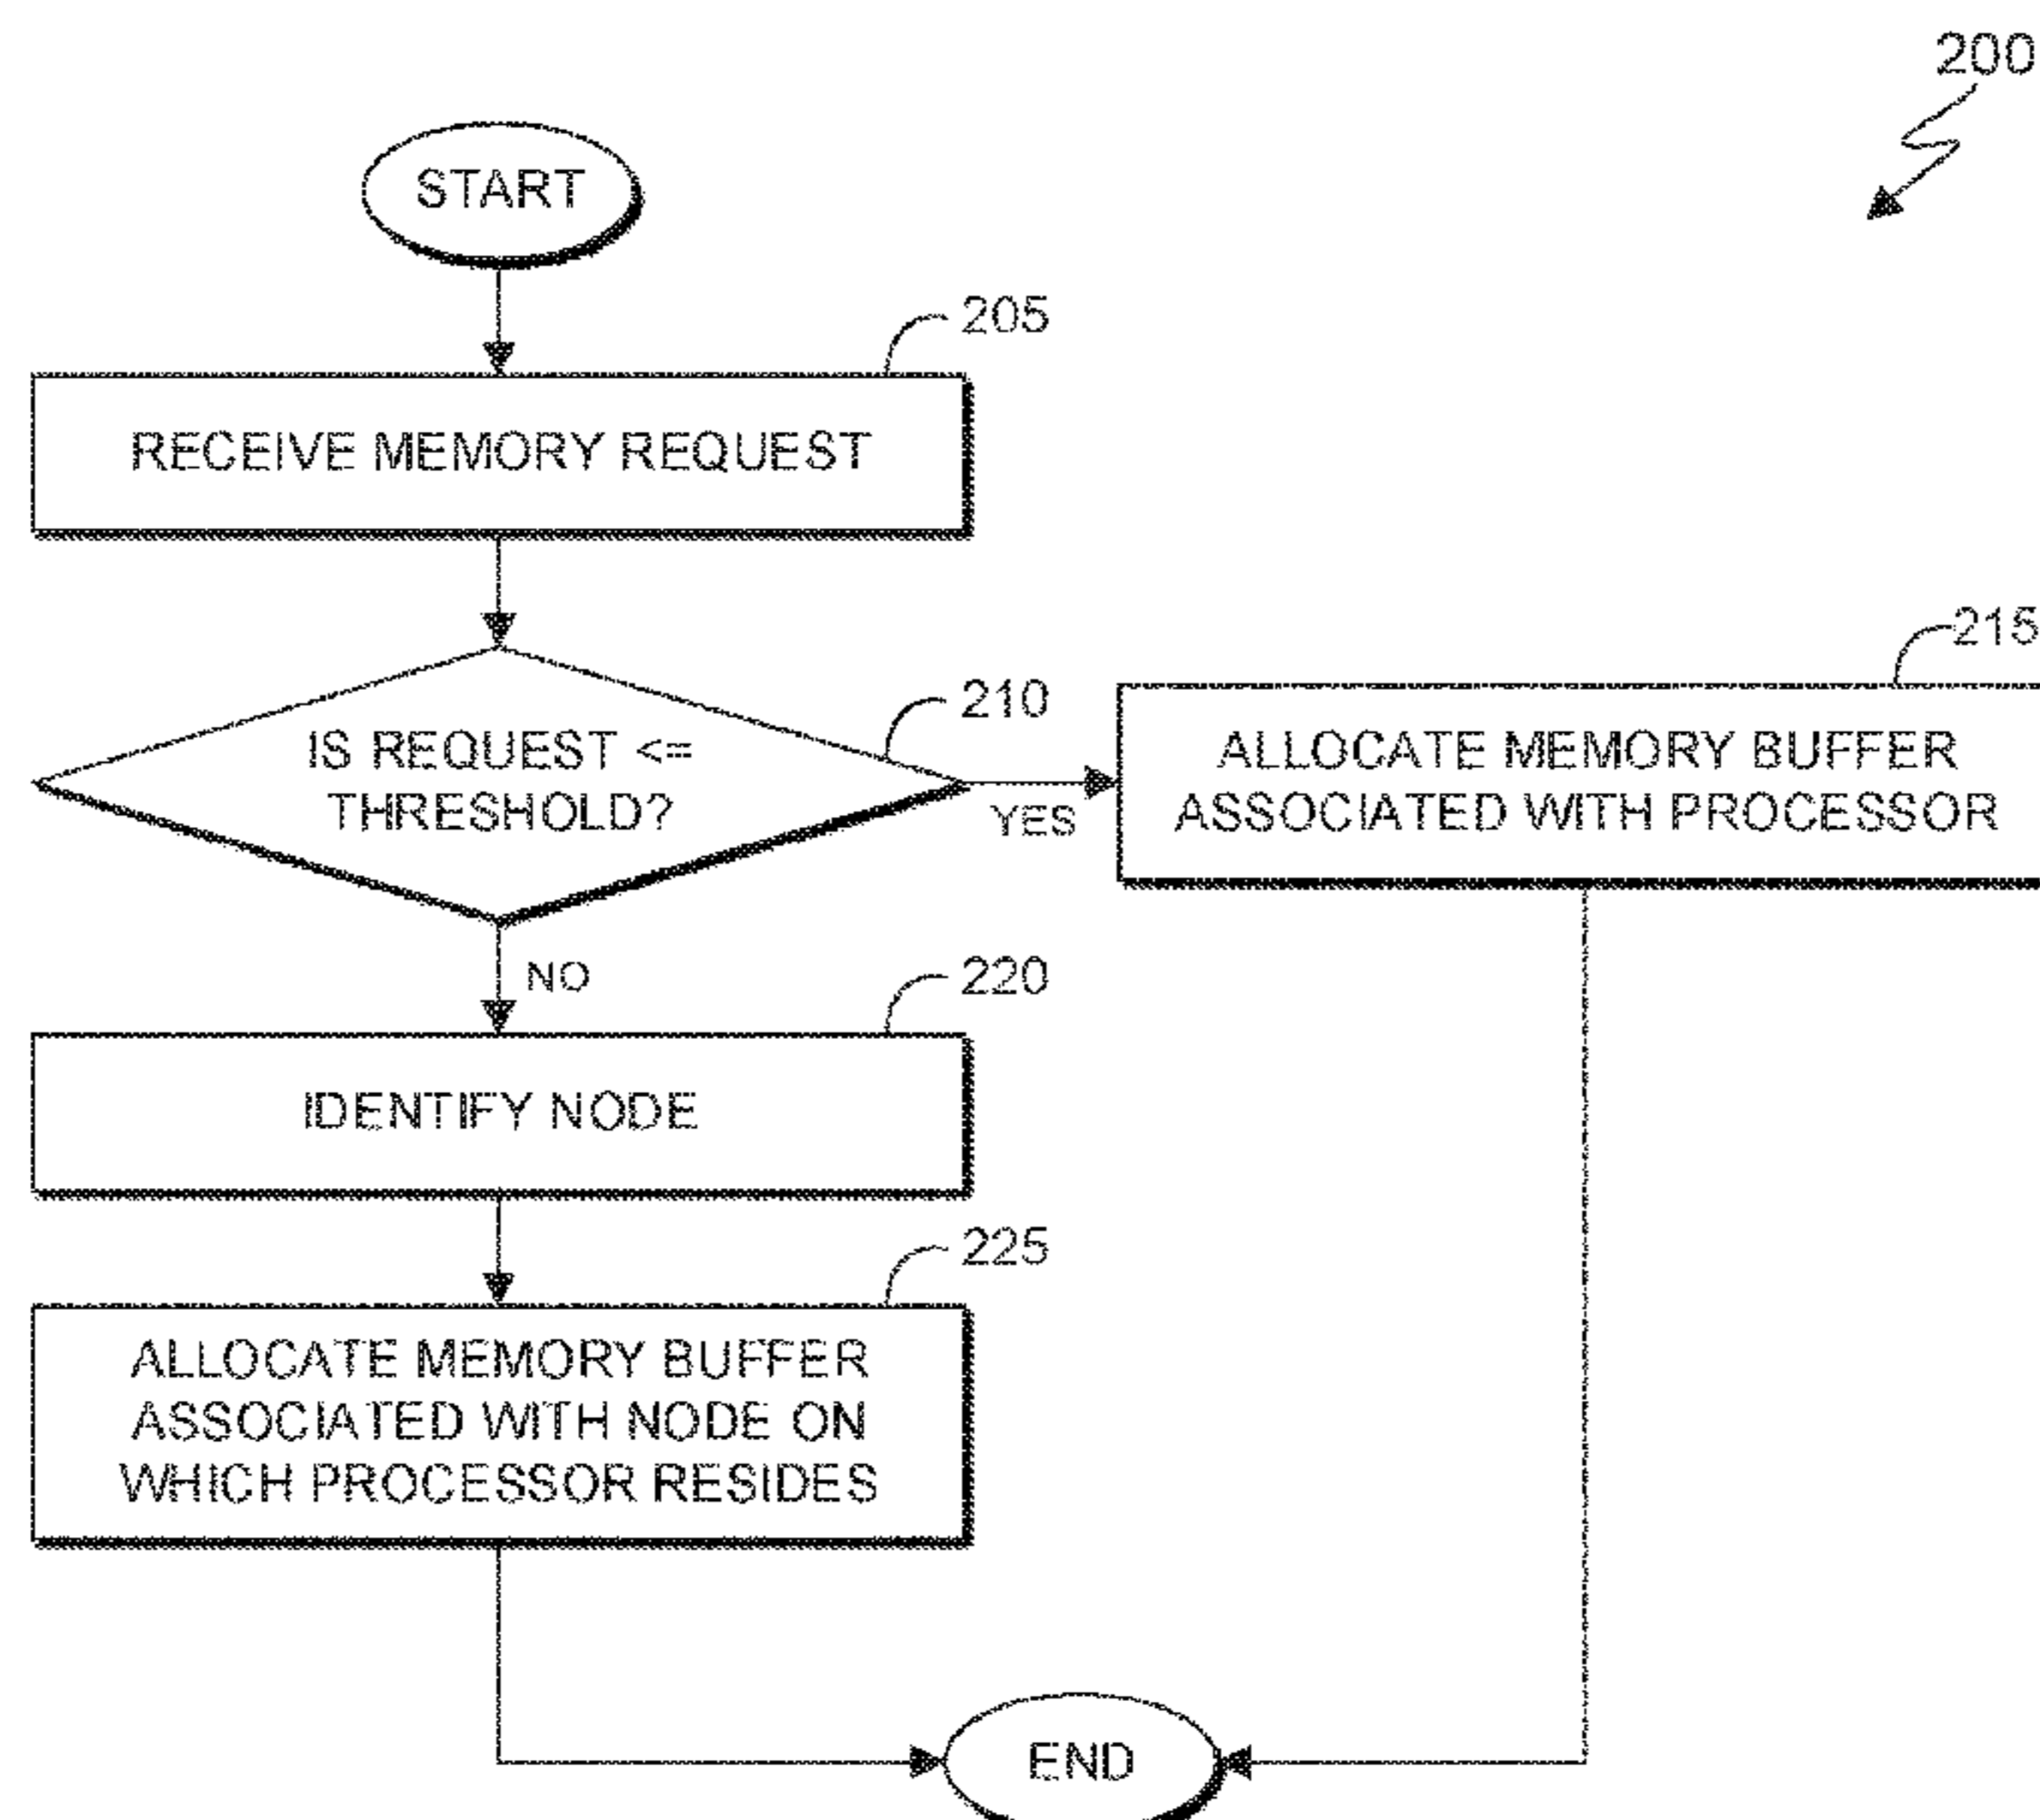 200
START
205
RECEIVE MEMORY REQUEST
210
IS REQUEST <=
THRESHOLD?
YES
215
ALLOCATE MEMORY BUFFER
ASSOCIATED WITH PROCESSOR
NO
220
IDENTIFY NODE
225
ALLOCATE MEMORY BUFFER
ASSOCIATED WITH NODE ON
WHICH PROCESSOR RESIDES
END